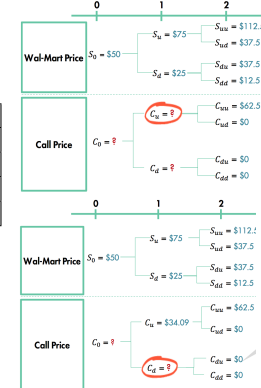 0 1 2
Wal-Mart Price
S₀ = $50
Sᵤ = $75
Sᵤᵤ = $112.
Sᵤd = $37.5
Sd = $25
Sdᵤ = $37.5
Sdd = $12.5
Call Price
C₀ = ?
Cᵤ = ?
Cᵤᵤ = $62.5
Cᵤd = $0
Cd = ?
Cdᵤ = $0
Cdd = $0
0 1 2
Wal-Mart Price
S₀ = $50
Sᵤ = $75
Sᵤᵤ = $112.5
Sᵤd = $37.5
Sd = $25
Sdᵤ = $37.5
Sdd = $12.5
Call Price
C₀ = ?
Cᵤ = $34.09
Cᵤᵤ = $62.5
Cᵤd = $0
Cd = ?
Cdᵤ = $0
Cdd = $0